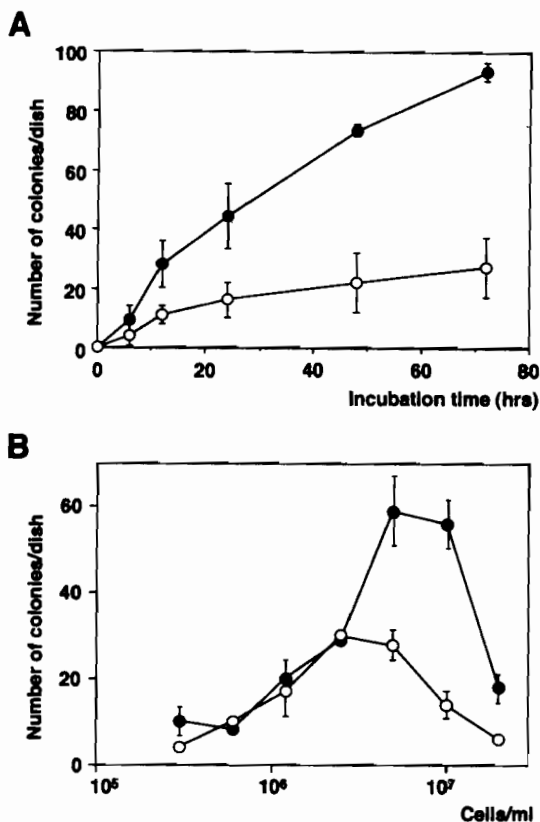 A
100
80
60
40
20
0
Number of colonies/dish
0 20 40 60 80
Incubation time (hrs)
B
60
40
20
0
Number of colonies/dish
10⁵ 10⁶ 10⁷
Cells/ml